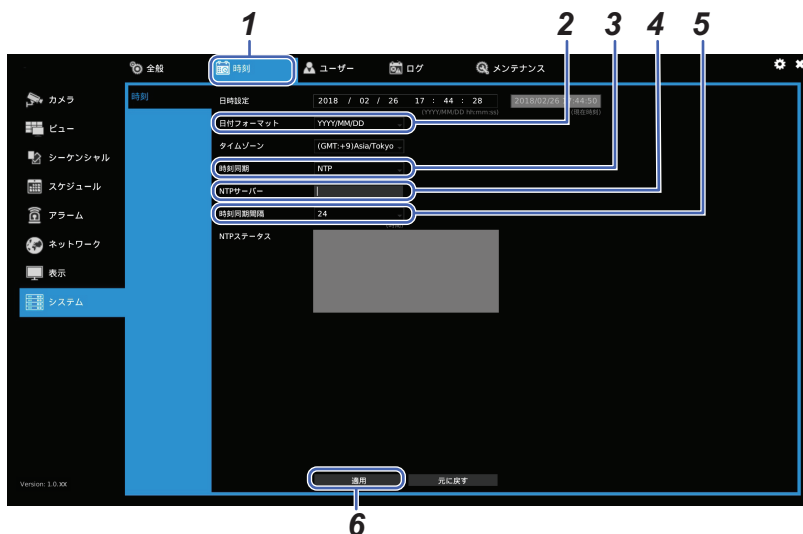 1 2 3 4 5
全般 時刻 ユーザー ログ メンテナンス
カメラ
ビュー
シーケンシャル
スケジュール
アラーム
ネットワーク
表示
システム
Version: 1.0.XX
時刻
日時設定 2018 / 02 / 26 17 : 44 : 28 2018/02/26 17:44:50
(YYYY/MM/DD hh:mm:ss) (現在時刻)
日付フォーマット YYYY/MM/DD
タイムゾーン (GMT:+9)Asia/Tokyo
時刻同期 NTP
NTPサーバー
時刻同期間隔 24
(時間)
NTPステータス
適用 元に戻す
6